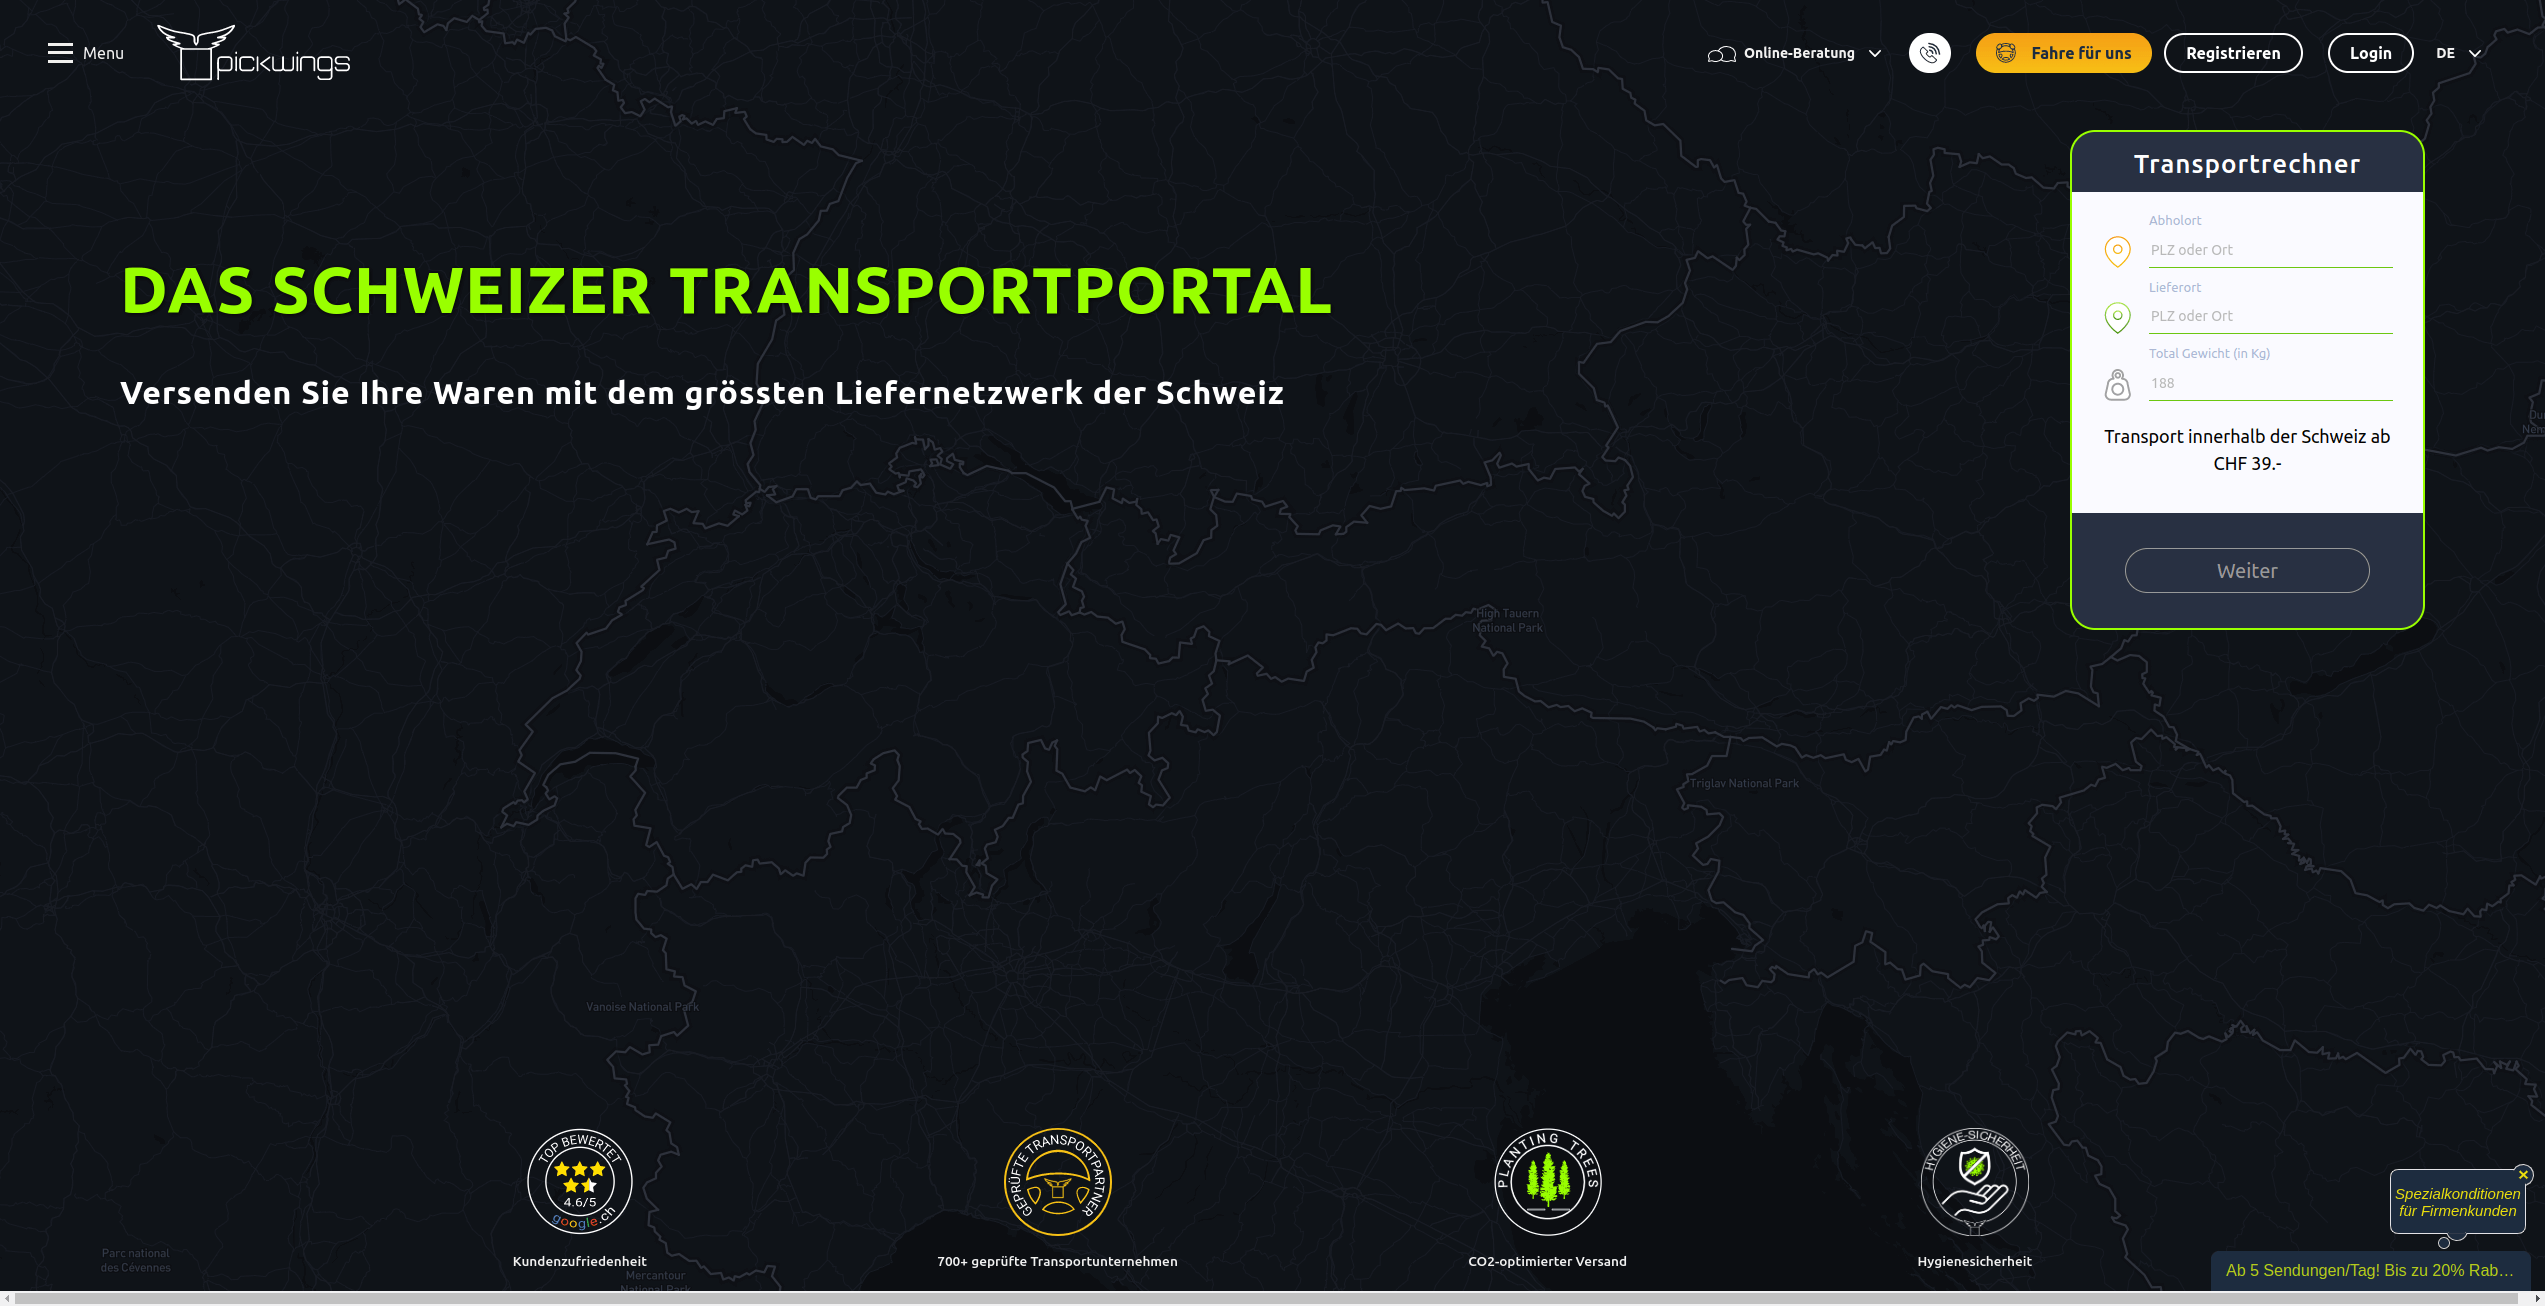 Menu
pickwings
Online-Beratung
Fahre für uns
Registrieren
Login
DE
Transportrechner
Abholort
PLZ oder Ort
Lieferort
PLZ oder Ort
Total Gewicht (in Kg)
188
Transport innerhalb der Schweiz ab
CHF 39.-
Weiter
DAS SCHWEIZER TRANSPORTPORTAL
Versenden Sie Ihre Waren mit dem grössten Liefernetzwerk der Schweiz
High Tauern
National Park
Triglav National Park
Vanoise National Park
Parc national
des Cévennes
Mercantour
National Park
TOP BEWERTET
4.6/5
google.ch
Kundenzufriedenheit
GEPRÜFTE TRANSPORTPARTNER
700+ geprüfte Transportunternehmen
PLANTING TREES
CO2-optimierter Versand
HYGIENE-SICHERHEIT
Hygienesicherheit
Spezialkonditionen
für Firmenkunden
Ab 5 Sendungen/Tag! Bis zu 20% Rab...